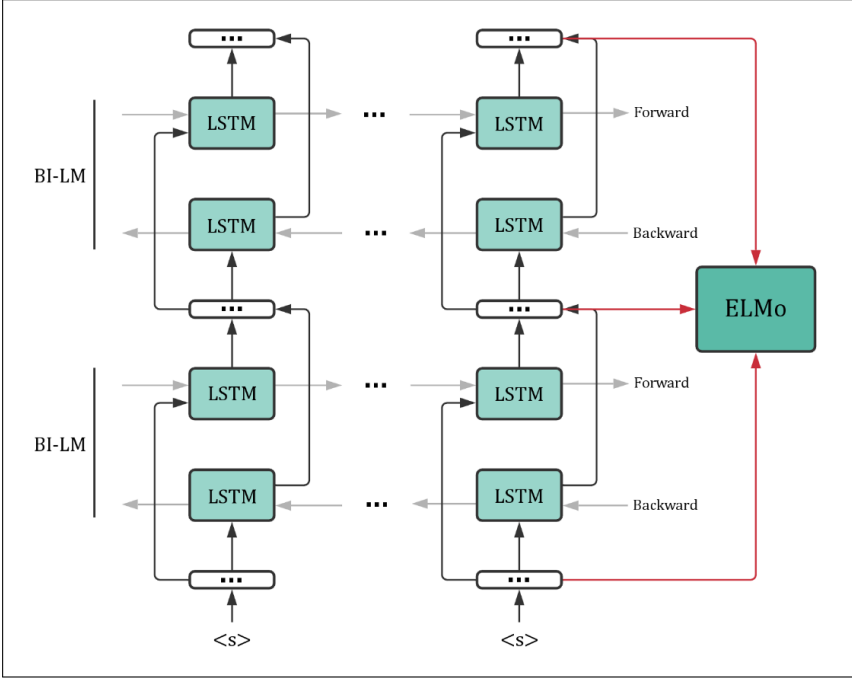 ... ...
LSTM ... LSTM Forward
BI-LM
LSTM ... LSTM Backward
... ... ELMo
LSTM ... LSTM Forward
BI-LM
LSTM ... LSTM Backward
... ...
<s> <s>